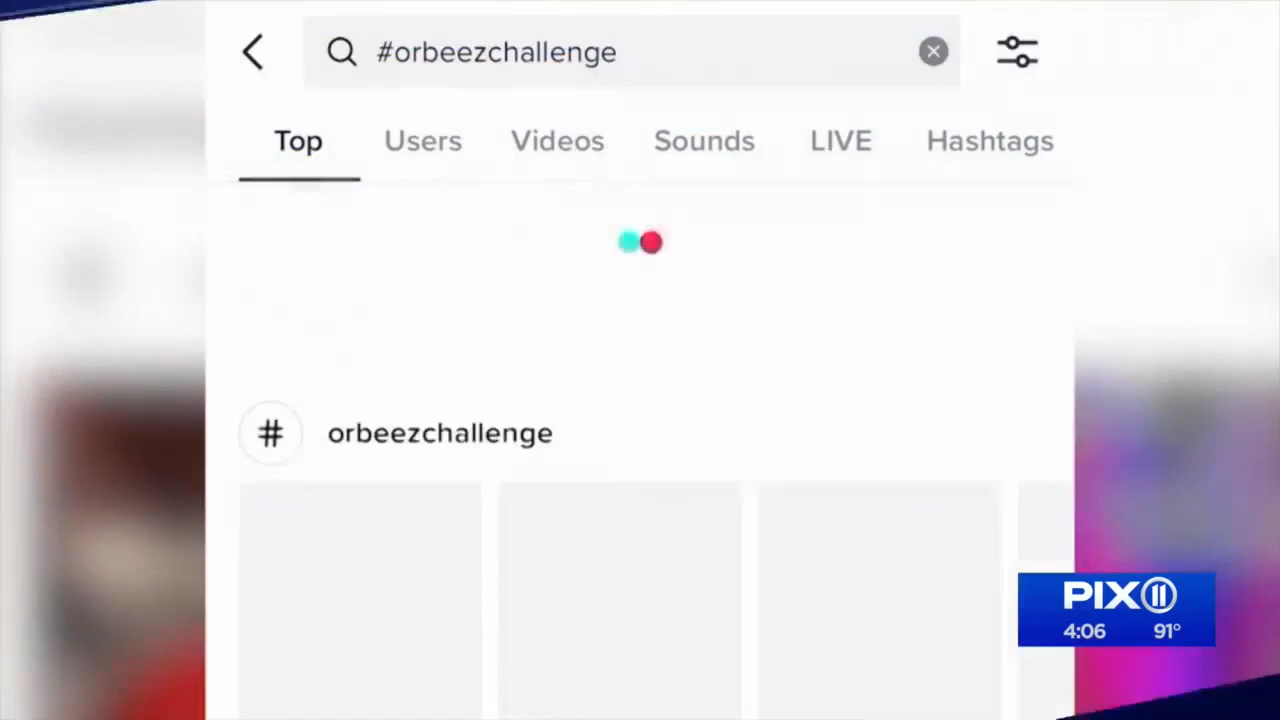 #orbeezchallenge
Top Users Videos Sounds LIVE Hashtags
# orbeezchallenge
PIX11
4:06 91°